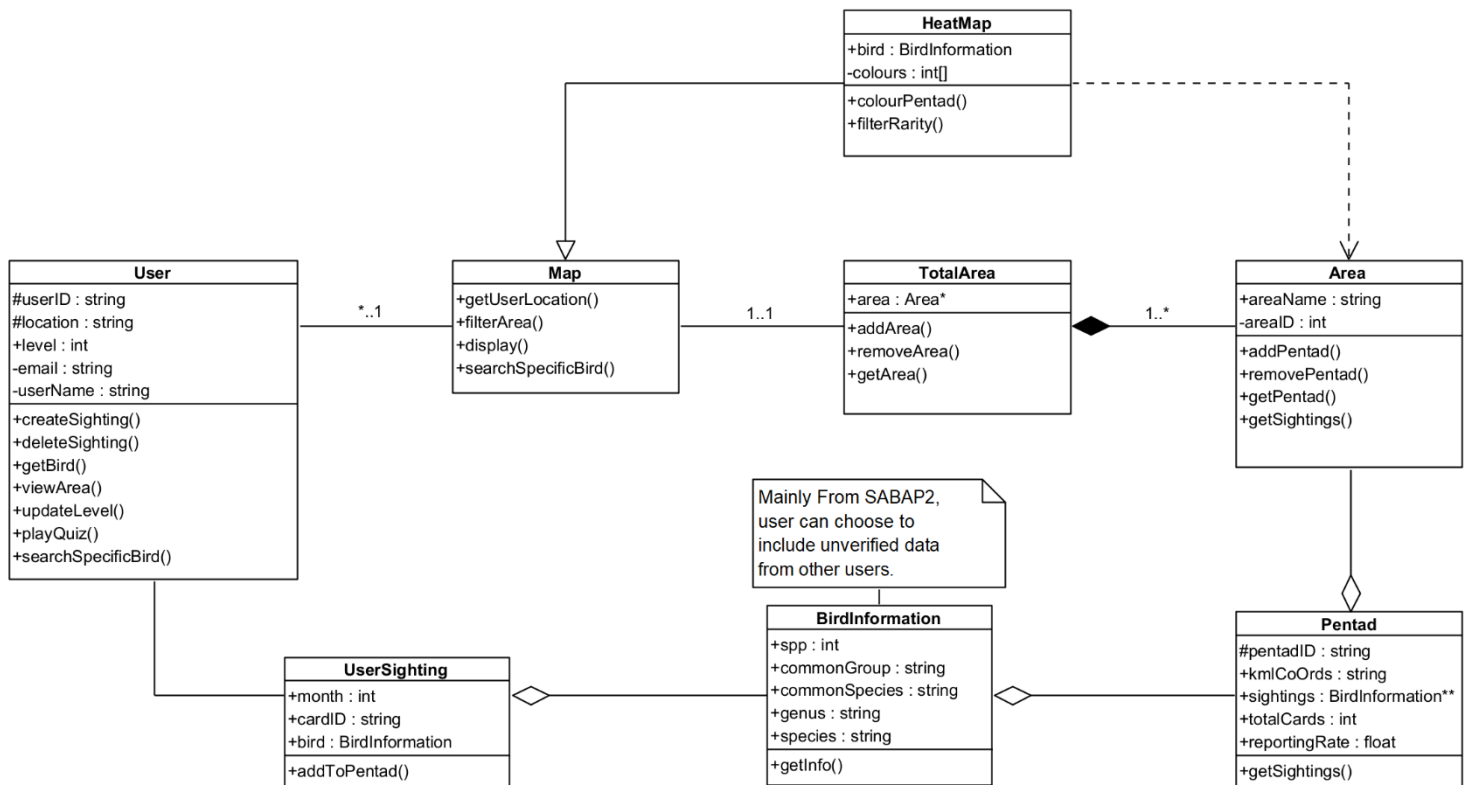 HeatMap
+bird : BirdInformation
-colours : int[]
+colourPentad()
+filterRarity()
User
#userID : string
#location : string
+level : int
-email : string
-userName : string
+createSighting()
+deleteSighting()
+getBird()
+viewArea()
+updateLevel()
+playQuiz()
+searchSpecificBird()
*..1
Map
+getUserLocation()
+filterArea()
+display()
+searchSpecificBird()
1..1
TotalArea
+area : Area*
+addArea()
+removeArea()
+getArea()
1..*
Area
+areaName : string
-areaID : int
+addPentad()
+removePentad()
+getPentad()
+getSightings()
Mainly From SABAP2,
user can choose to
include unverified data
from other users.
UserSighting
+month : int
+cardID : string
+bird : BirdInformation
+addToPentad()
BirdInformation
+spp : int
+commonGroup : string
+commonSpecies : string
+genus : string
+species : string
+getInfo()
Pentad
#pentadID : string
+kmlCoOrds : string
+sightings : BirdInformation**
+totalCards : int
+reportingRate : float
+getSightings()